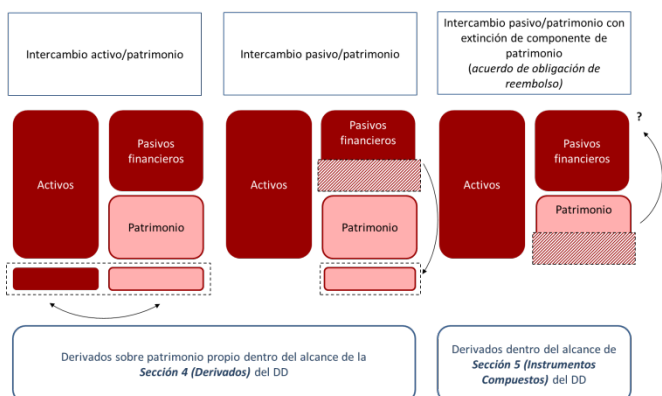 Intercambio activo/patrimonio
Intercambio pasivo/patrimonio
Intercambio pasivo/patrimonio con
extinción de componente de
patrimonio
(acuerdo de obligación de
reembolso)
Activos
Pasivos
financieros
Patrimonio
Activos
Pasivos
financieros
Patrimonio
Activos
Pasivos
financieros
Patrimonio
?
Derivados sobre patrimonio propio dentro del alcance de la
Sección 4 (Derivados) del DD
Derivados dentro del alcance de
Sección 5 (Instrumentos
Compuestos) del DD